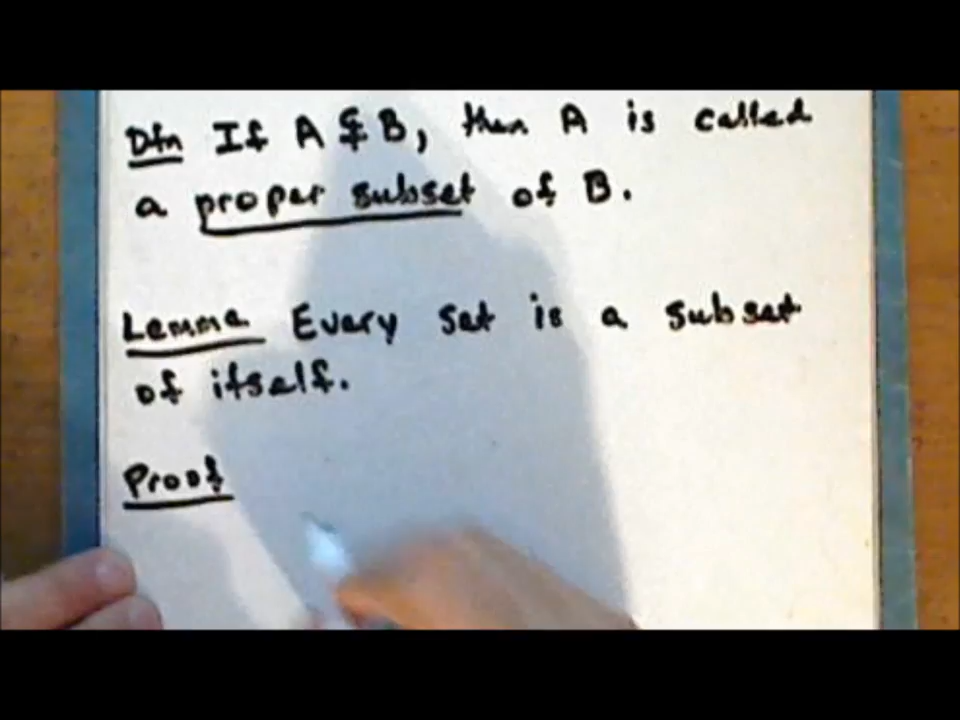 Dfn If A ⊊ B, then A is called
a proper subset of B.
Lemma Every set is a subset
of itself.
Proof